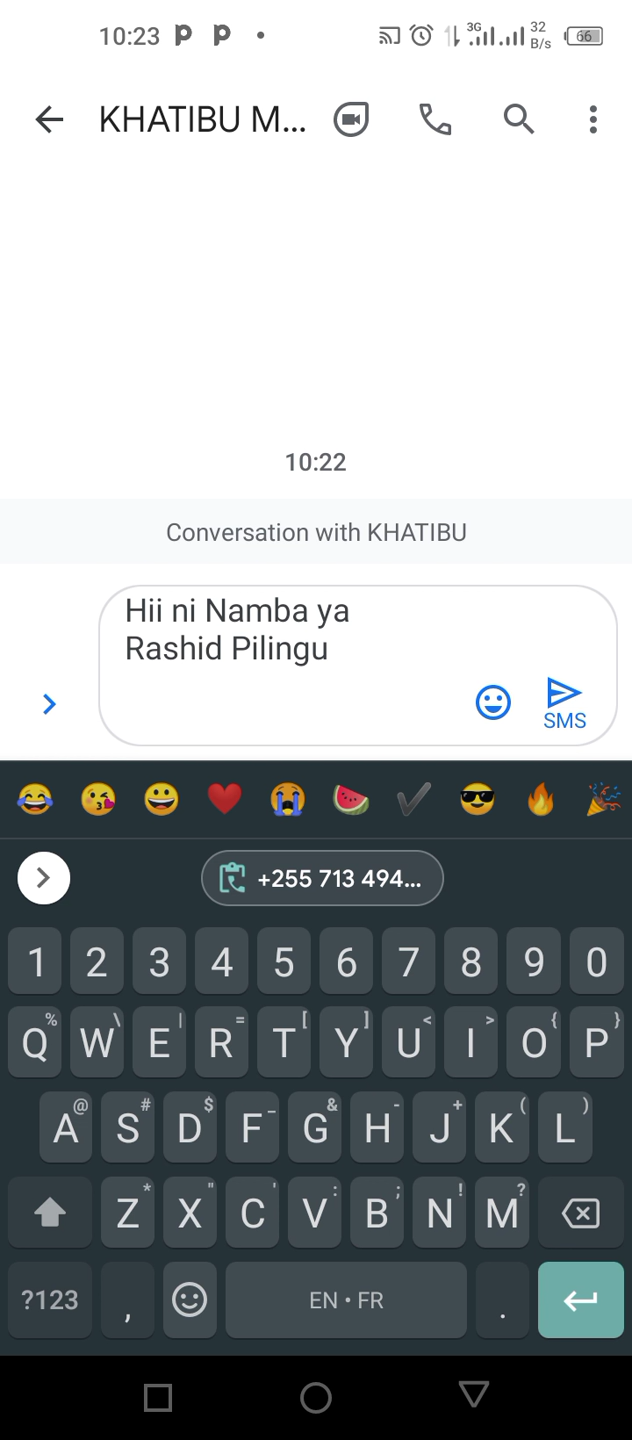 10:23
3G
32
B/s
66
KHATIBU M...
10:22
Conversation with KHATIBU
Hii ni Namba ya
Rashid Pilingu
SMS
+255 713 494...
1 2 3 4 5 6 7 8 9 0
% \ | = [ ] < > { }
Q W E R T Y U I O P
@ # $ _ & - + ( )
A S D F G H J K L
* " ' : ; ! ?
Z X C V B N M
?123 , EN • FR .